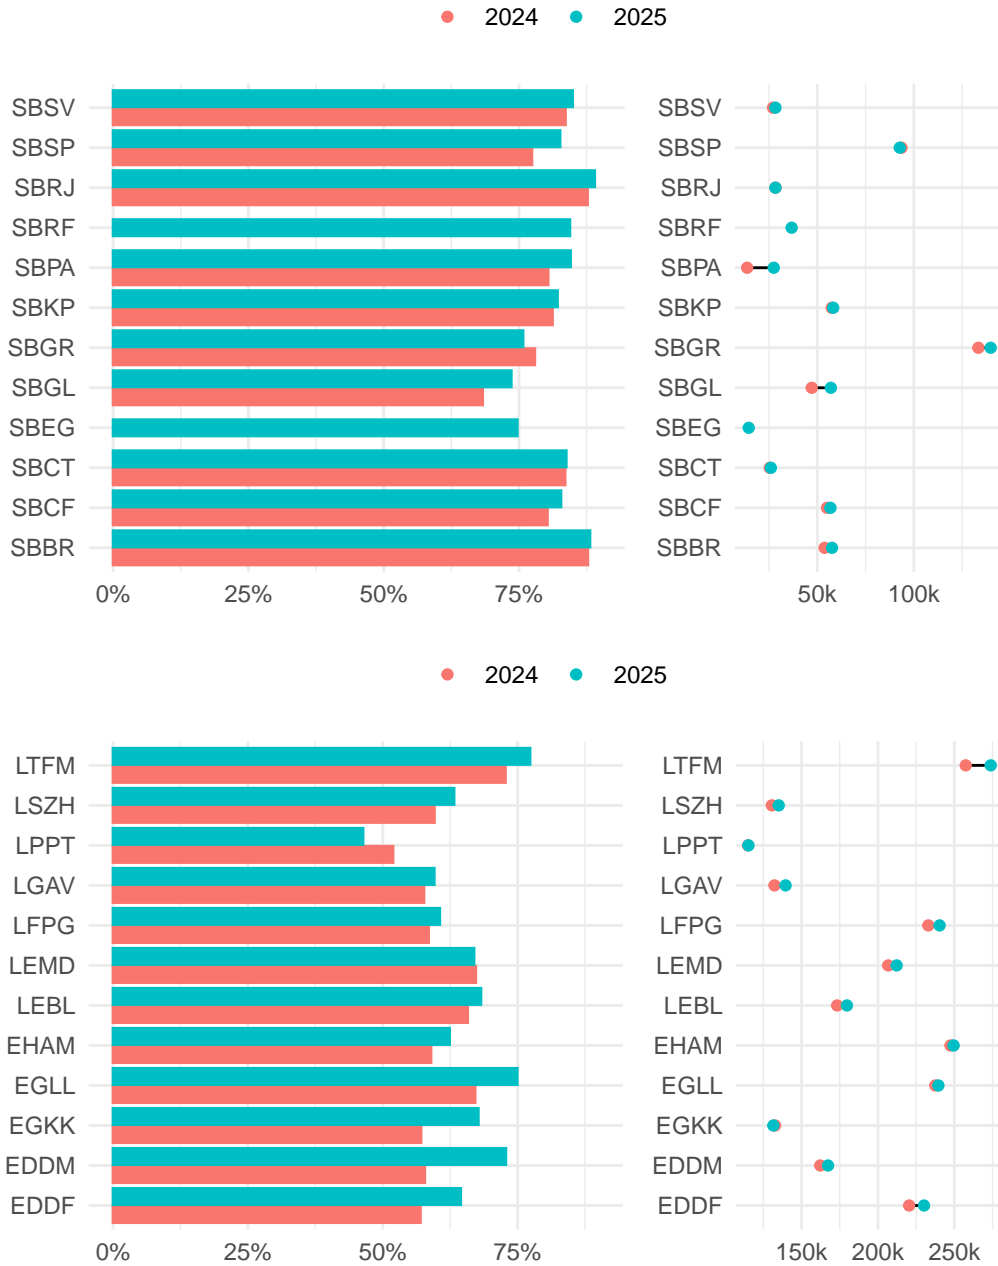 2024 2025
SBSV SBSV
SBSP SBSP
SBRJ SBRJ
SBRF SBRF
SBPA SBPA
SBKP SBKP
SBGR SBGR
SBGL SBGL
SBEG SBEG
SBCT SBCT
SBCF SBCF
SBBR SBBR
0% 25% 50% 75% 50k 100k
2024 2025
LTFM LTFM
LSZH LSZH
LPPT LPPT
LGAV LGAV
LFPG LFPG
LEMD LEMD
LEBL LEBL
EHAM EHAM
EGLL EGLL
EGKK EGKK
EDDM EDDM
EDDF EDDF
0% 25% 50% 75% 150k 200k 250k